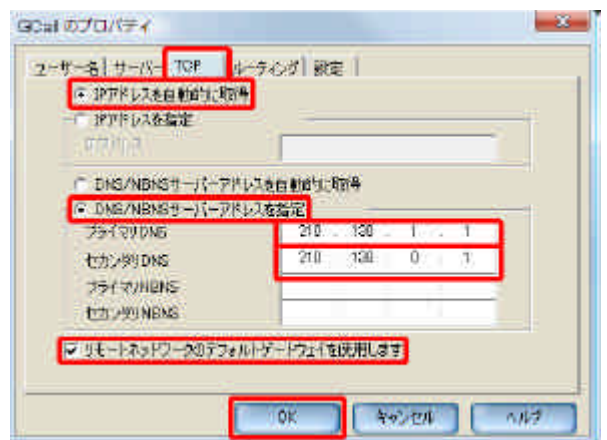 GCall のプロパティ
ユーザー名 サーバー TCP ルーティング 設定
IPアドレスを自動的に取得
IPアドレスを指定
IPアドレス
DNS/NBNSサーバーアドレスを自動的に取得
DNS/NBNSサーバーアドレスを指定
プライマリDNS 210 . 130 . 1 . 1
セカンダリDNS 210 . 130 . 0 . 1
プライマリNBNS
セカンダリNBNS
リモートネットワークのデフォルトゲートウェイを使用します
OK キャンセル ヘルプ